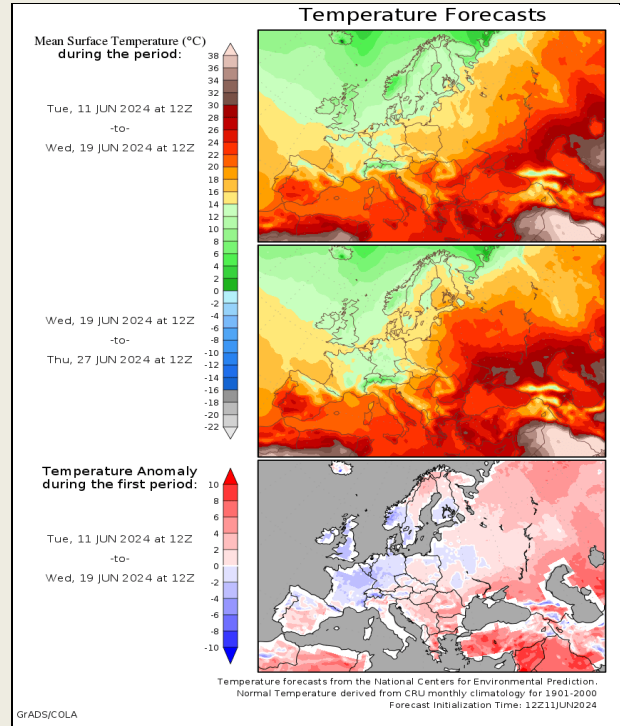 Temperature Forecasts
Mean Surface Temperature (°C)
during the period:
Tue, 11 JUN 2024 at 12Z
-to-
Wed, 19 JUN 2024 at 12Z
38
36
34
32
30
28
26
24
22
20
18
16
14
12
10
8
6
4
2
0
-2
-4
-6
-8
-10
-12
-14
-16
-18
-20
-22
Wed, 19 JUN 2024 at 12Z
-to-
Thu, 27 JUN 2024 at 12Z
Temperature Anomaly
during the first period:
Tue, 11 JUN 2024 at 12Z
-to-
Wed, 19 JUN 2024 at 12Z
10
8
6
4
2
0
-2
-4
-6
-8
-10
Temperature forecasts from the National Centers for Environmental Prediction.
Normal Temperature derived from CRU monthly climatology for 1901-2000
Forecast Initialization Time: 12Z11JUN2024
GrADS/COLA